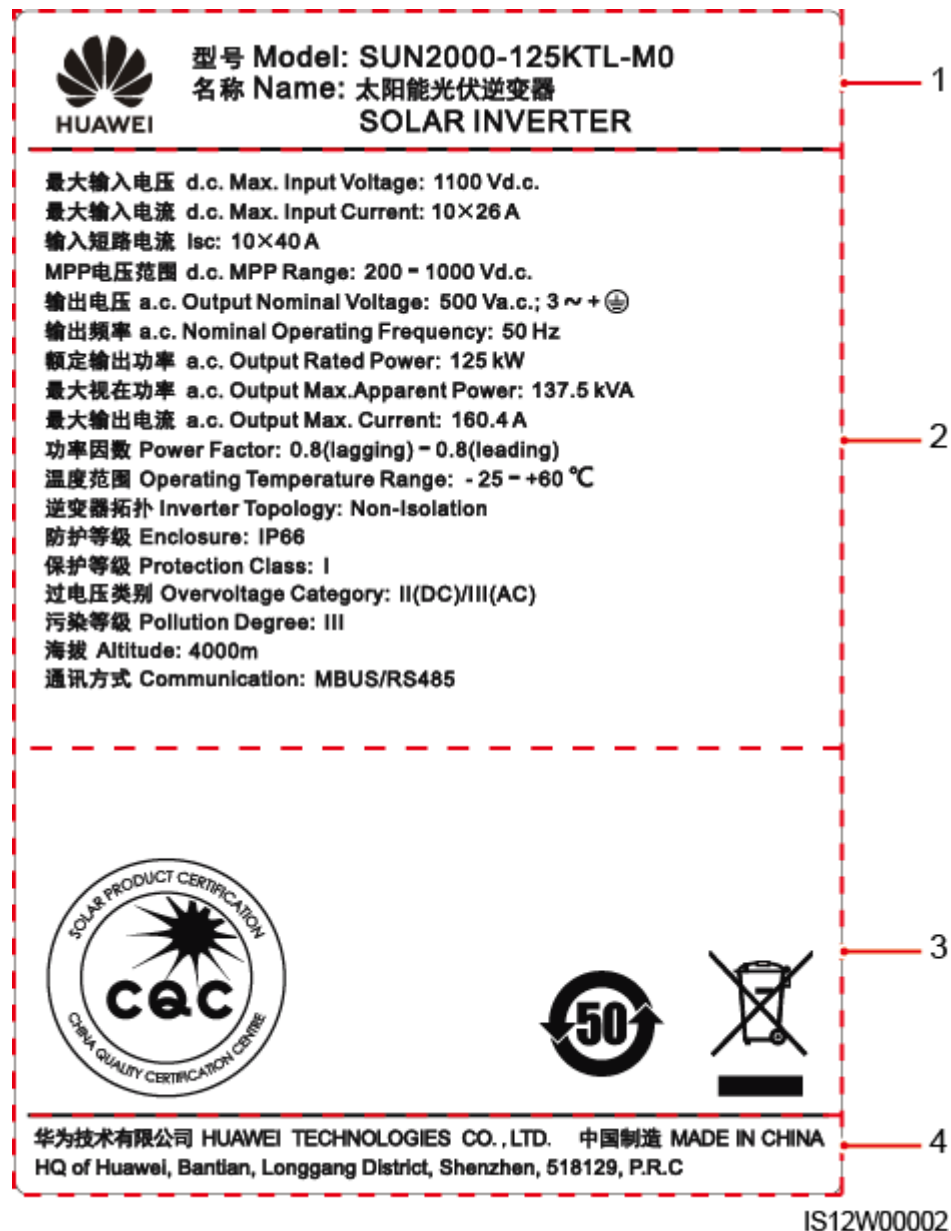 HUAWEI
型号 Model: SUN2000-125KTL-M0
名称 Name: 太阳能光伏逆变器
SOLAR INVERTER
1
最大输入电压 d.c. Max. Input Voltage: 1100 Vd.c.
最大输入电流 d.c. Max. Input Current: 10×26 A
输入短路电流 Isc: 10×40 A
MPP电压范围 d.c. MPP Range: 200 - 1000 Vd.c.
输出电压 a.c. Output Nominal Voltage: 500 Va.c.; 3 ~ + ⏚
输出频率 a.c. Nominal Operating Frequency: 50 Hz
额定输出功率 a.c. Output Rated Power: 125 kW
最大视在功率 a.c. Output Max.Apparent Power: 137.5 kVA
最大输出电流 a.c. Output Max. Current: 160.4 A
功率因数 Power Factor: 0.8(lagging) - 0.8(leading)
温度范围 Operating Temperature Range: - 25 - +60 ℃
逆变器拓扑 Inverter Topology: Non-Isolation
防护等级 Enclosure: IP66
保护等级 Protection Class: I
过电压类别 Overvoltage Category: II(DC)/III(AC)
污染等级 Pollution Degree: III
海拔 Altitude: 4000m
通讯方式 Communication: MBUS/RS485
2
SOLAR PRODUCT CERTIFICATION
CQC
CHINA QUALITY CERTIFICATION CENTRE
50
3
华为技术有限公司 HUAWEI TECHNOLOGIES CO., LTD. 中国制造 MADE IN CHINA
HQ of Huawei, Bantian, Longgang District, Shenzhen, 518129, P.R.C
4
IS12W00002